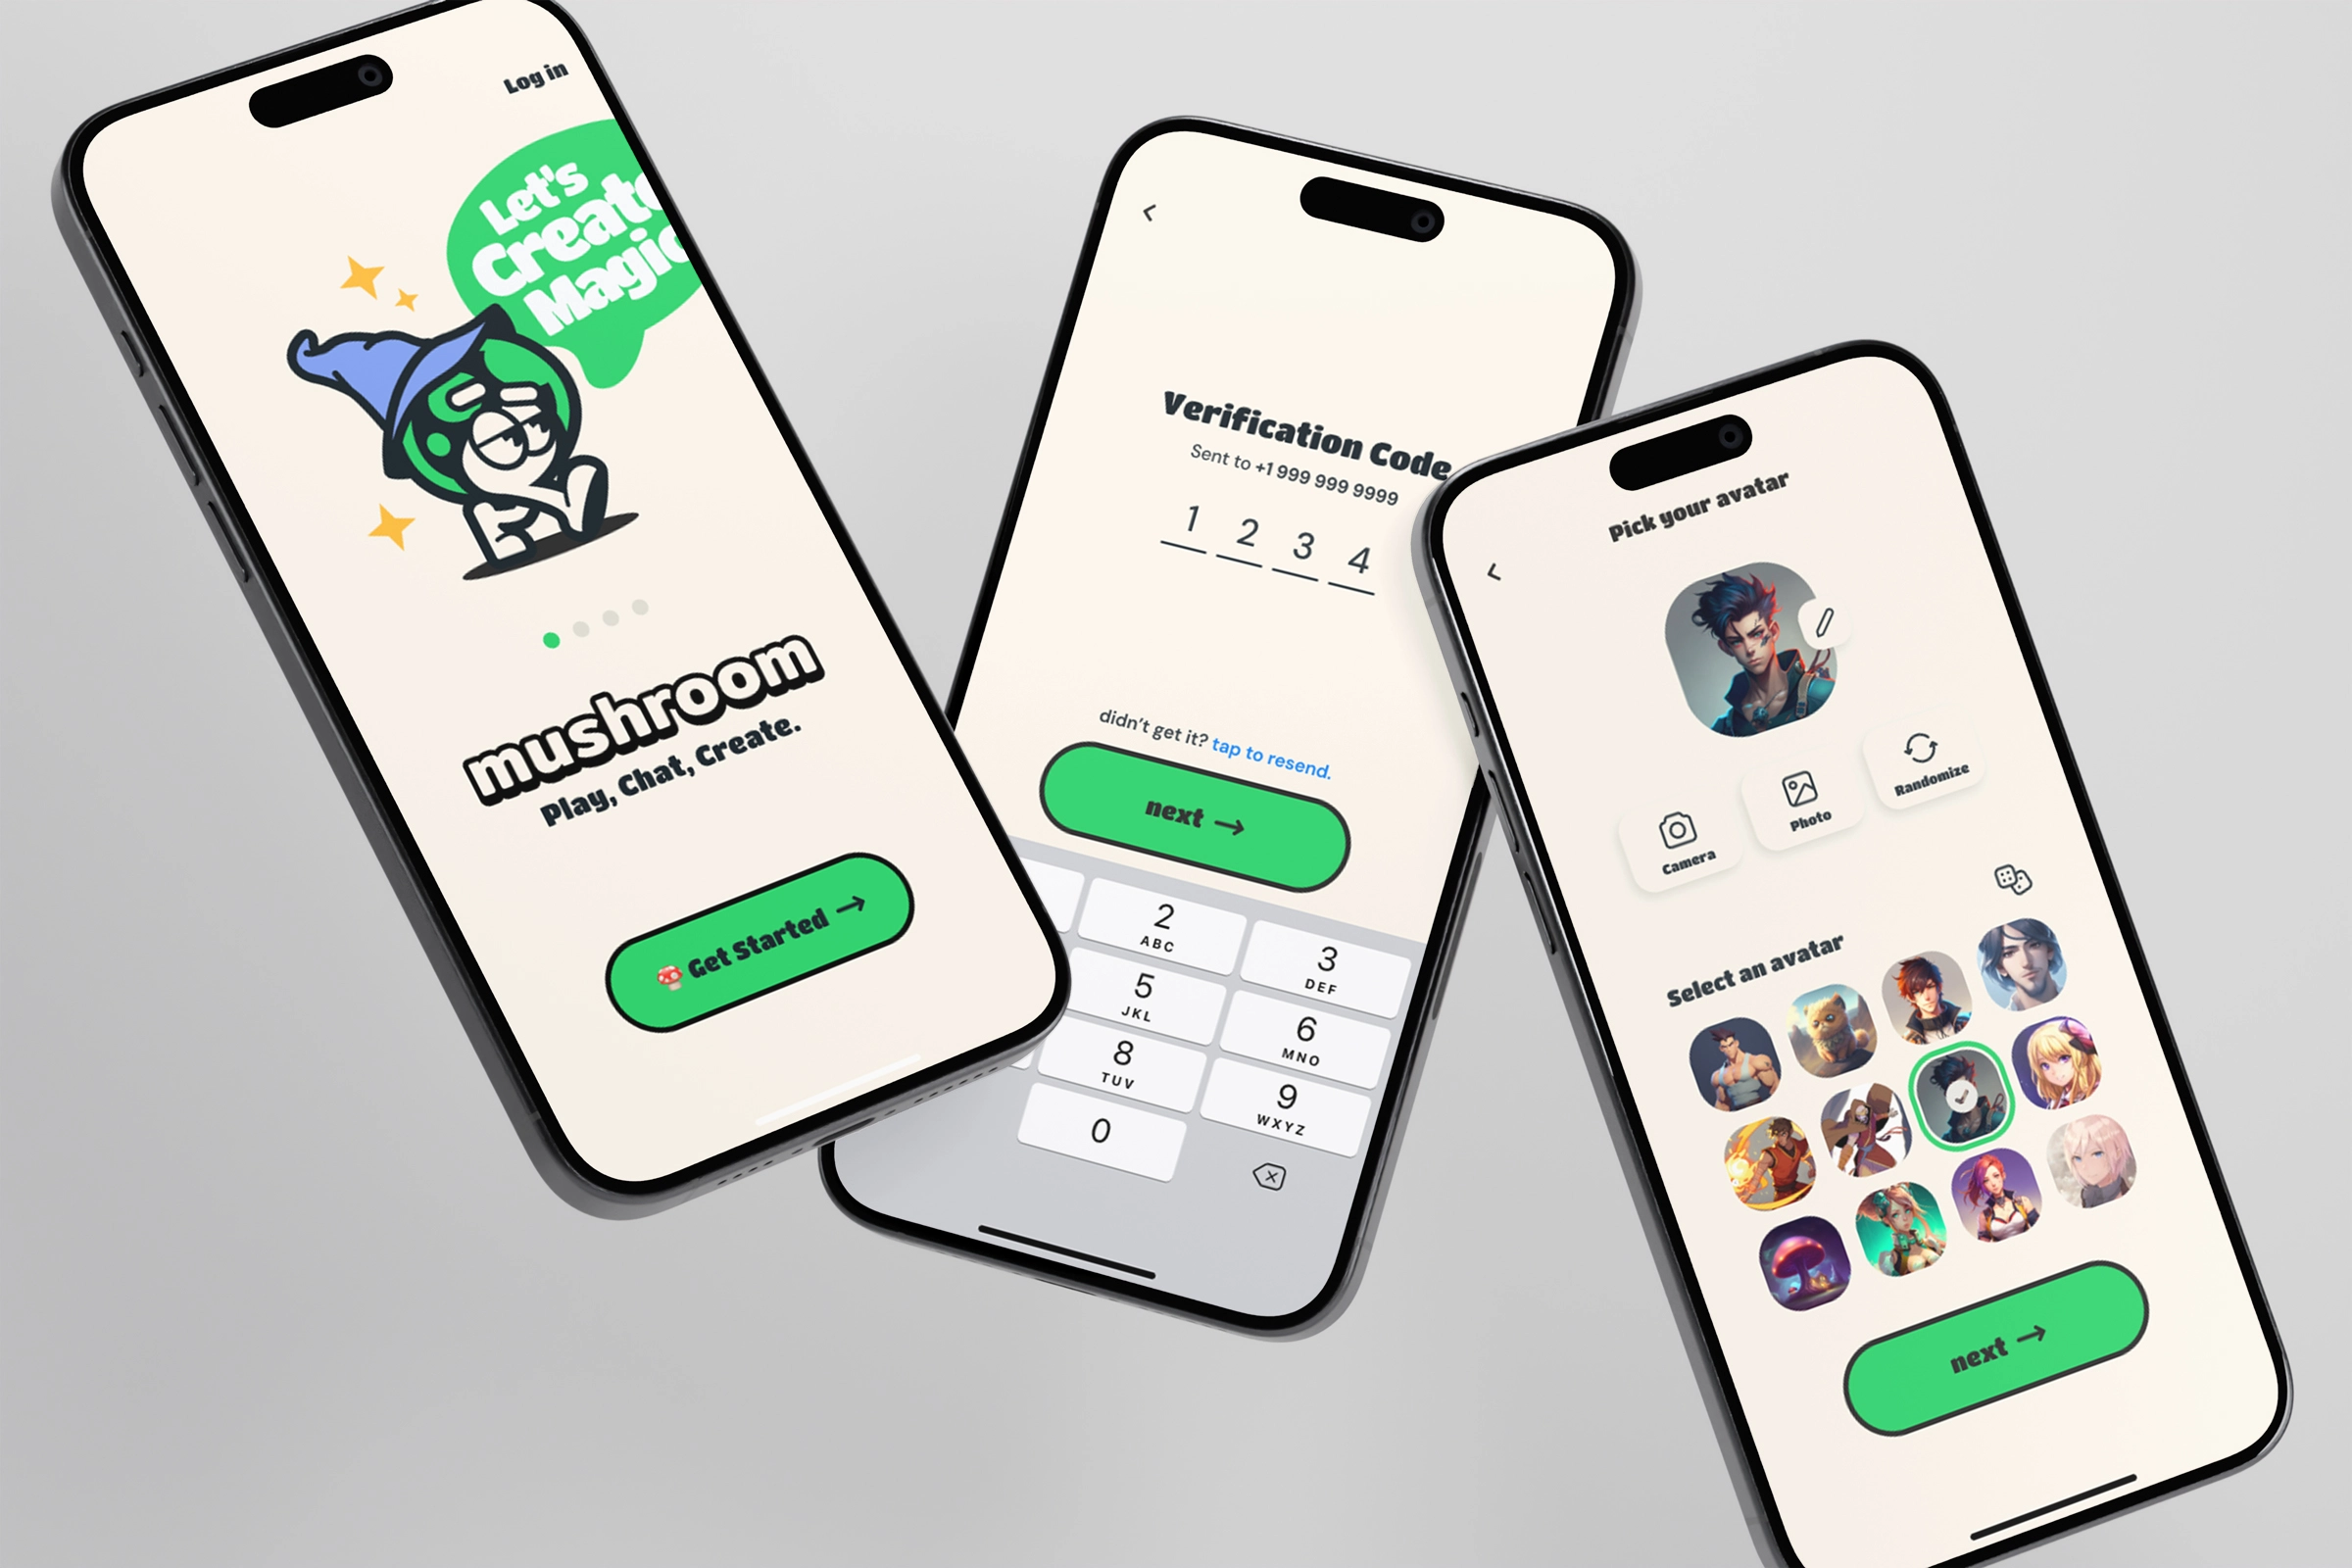 Log in
Let's
Create
Magic
mushroom
Play, Chat, Create.
Get Started →
Verification Code
Sent to +1 999 999 9999
1 2 3 4
didn't get it? tap to resend.
next →
2
ABC
3
DEF
5
JKL
6
MNO
8
TUV
9
WXYZ
0
Pick your avatar
Camera
Photo
Randomize
Select an avatar
next →